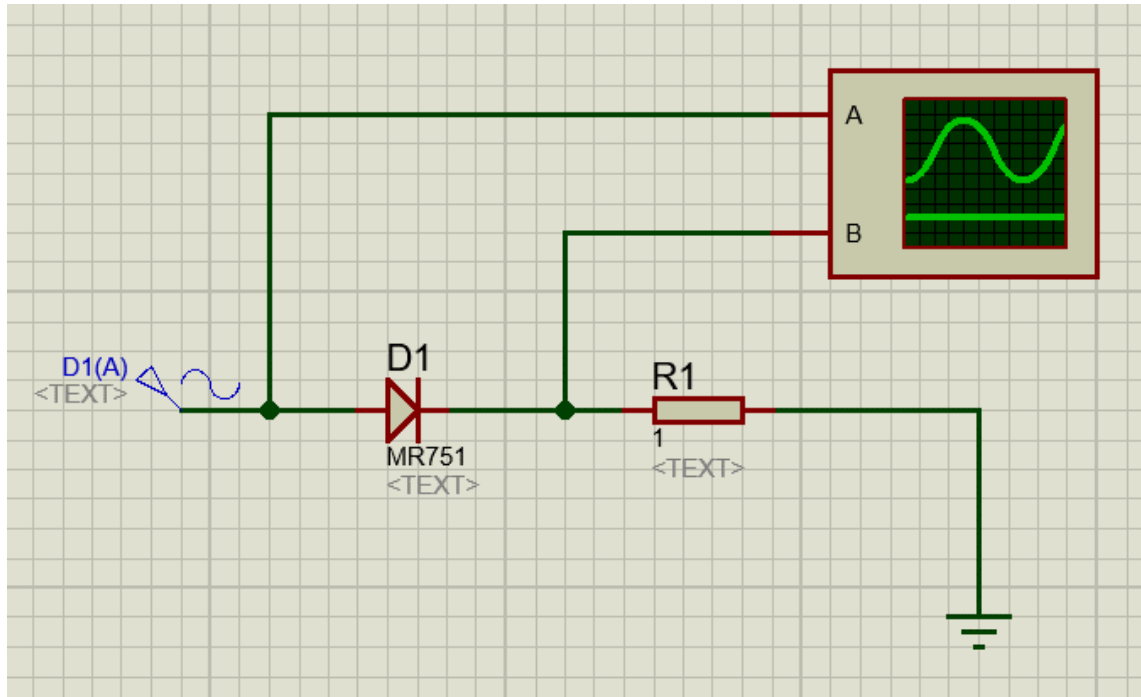 A
B
D1(A)
<TEXT>
D1
MR751
<TEXT>
R1
1
<TEXT>